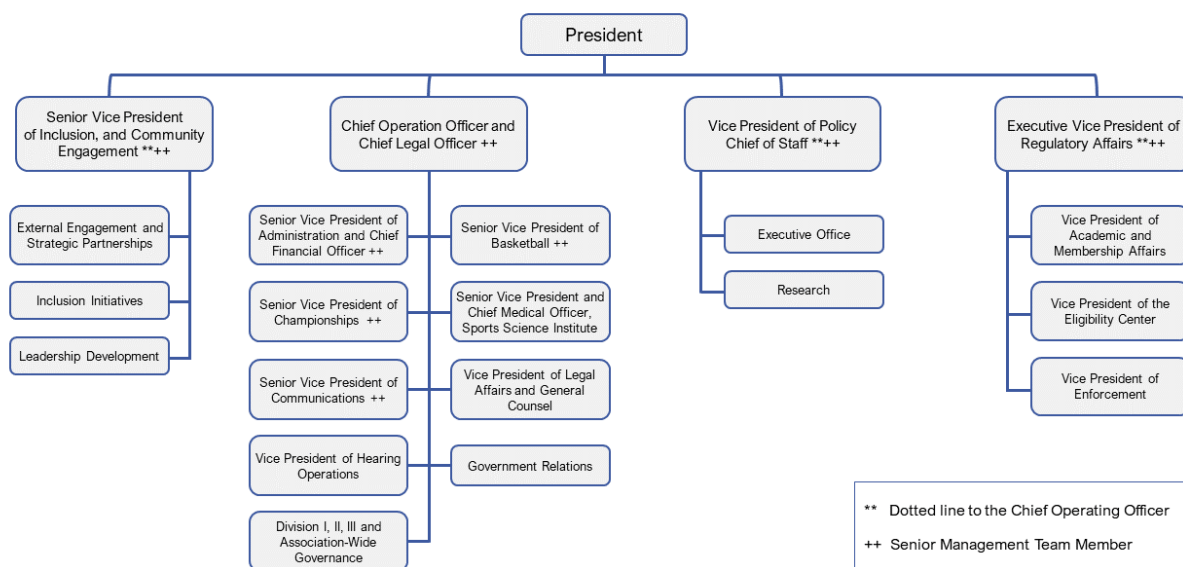 President
Senior Vice President
of Inclusion, and Community
Engagement **++
Chief Operation Officer and
Chief Legal Officer ++
Vice President of Policy
Chief of Staff **++
Executive Vice President of
Regulatory Affairs **++
External Engagement and
Strategic Partnerships
Inclusion Initiatives
Leadership Development
Senior Vice President of
Administration and Chief
Financial Officer ++
Senior Vice President of
Championships ++
Senior Vice President of
Communications ++
Vice President of Hearing
Operations
Division I, II, III and
Association-Wide
Governance
Senior Vice President of
Basketball ++
Senior Vice President and
Chief Medical Officer,
Sports Science Institute
Vice President of Legal
Affairs and General
Counsel
Government Relations
Executive Office
Research
Vice President of
Academic and
Membership Affairs
Vice President of the
Eligibility Center
Vice President of
Enforcement
** Dotted line to the Chief Operating Officer
++ Senior Management Team Member